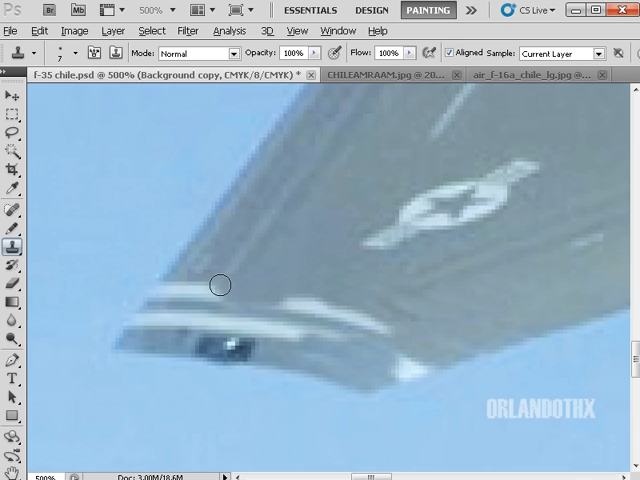 Ps Br Mb 500% ESSENTIALS DESIGN PAINTING CS Live
File Edit Image Layer Select Filter Analysis 3D View Window Help
7 Mode: Normal Opacity: 100% Flow: 100% Aligned Sample: Current Layer
f-35 chile.psd @ 500% (Background copy, CMYK/8/CMYK) * CHILEAMRAAM.jpg @ 20... air_f-16a_chile_lg.jpg @...
T
ORLANDOTHX
500% Doc: 3.00M/18.6M